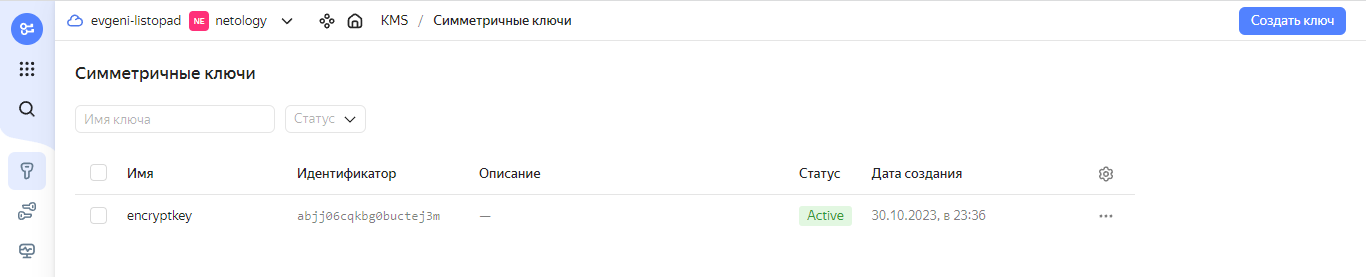 evgeni-listopad NE netology KMS / Симметричные ключи Создать ключ
Симметричные ключи
Имя ключа Статус
Имя Идентификатор Описание Статус Дата создания
encryptkey abjj06cqkbg0buctej3m — Active 30.10.2023, в 23:36